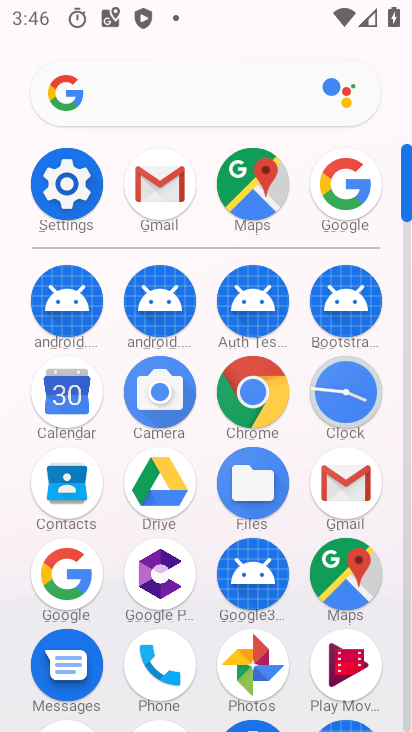 3:46
Settings Gmail Maps Google
android.... android.... Auth Tes... Bootstra...
30
Calendar Camera Chrome Clock
Contacts Drive Files Gmail
Google Google P... Google3... Maps
Messages Phone Photos Play Mov...